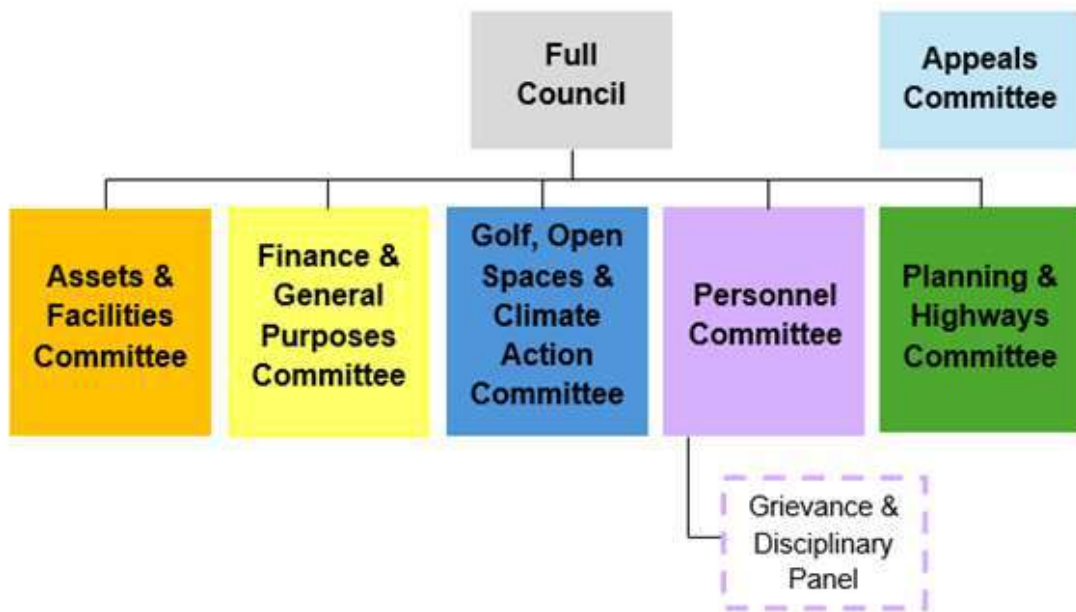 Full
Council
Appeals
Committee
Assets &
Facilities
Committee
Finance &
General
Purposes
Committee
Golf, Open
Spaces &
Climate
Action
Committee
Personnel
Committee
Planning &
Highways
Committee
Grievance &
Disciplinary
Panel